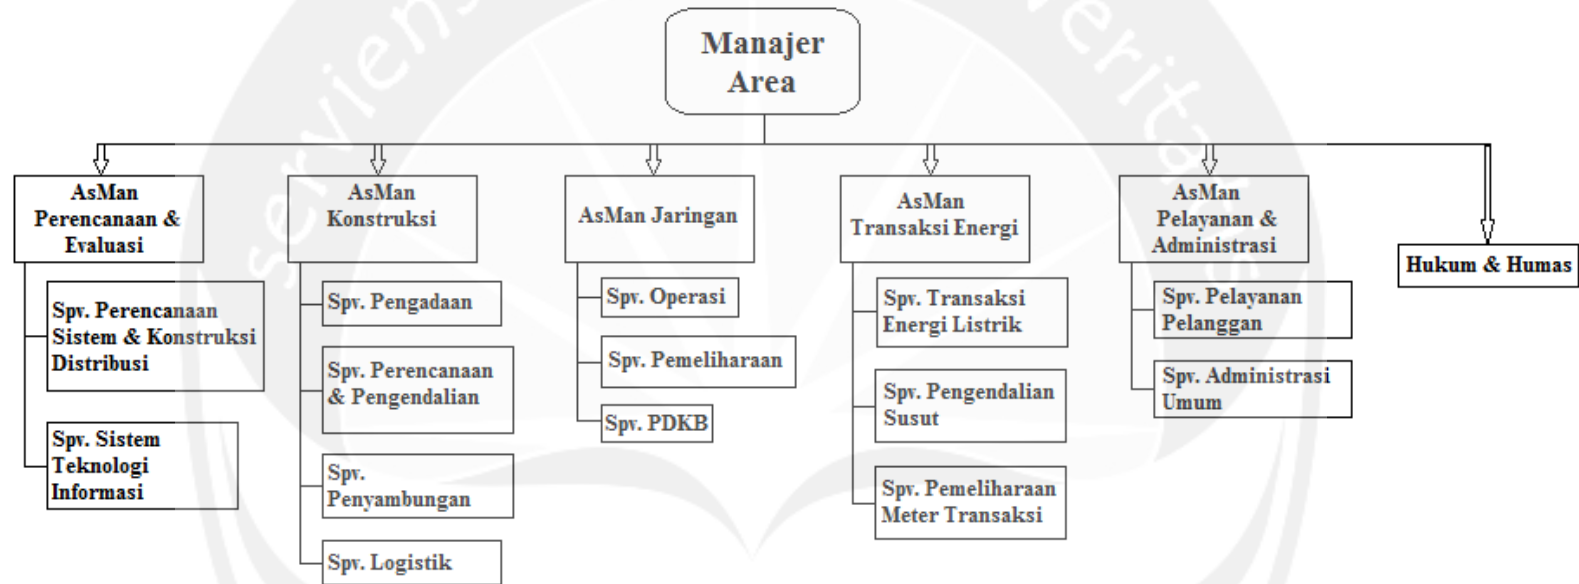 serviens
veritatis
Manajer
Area
AsMan
Perencanaan &
Evaluasi
Spv. Perencanaan
Sistem & Konstruksi
Distribusi
Spv. Sistem
Teknologi
Informasi
AsMan
Konstruksi
Spv. Pengadaan
Spv. Perencanaan
& Pengendalian
Spv.
Penyambungan
Spv. Logistik
AsMan Jaringan
Spv. Operasi
Spv. Pemeliharaan
Spv. PDKB
AsMan
Transaksi Energi
Spv. Transaksi
Energi Listrik
Spv. Pengendalian
Susut
Spv. Pemeliharaan
Meter Transaksi
AsMan
Pelayanan &
Administrasi
Spv. Pelayanan
Pelanggan
Spv. Administrasi
Umum
Hukum & Humas